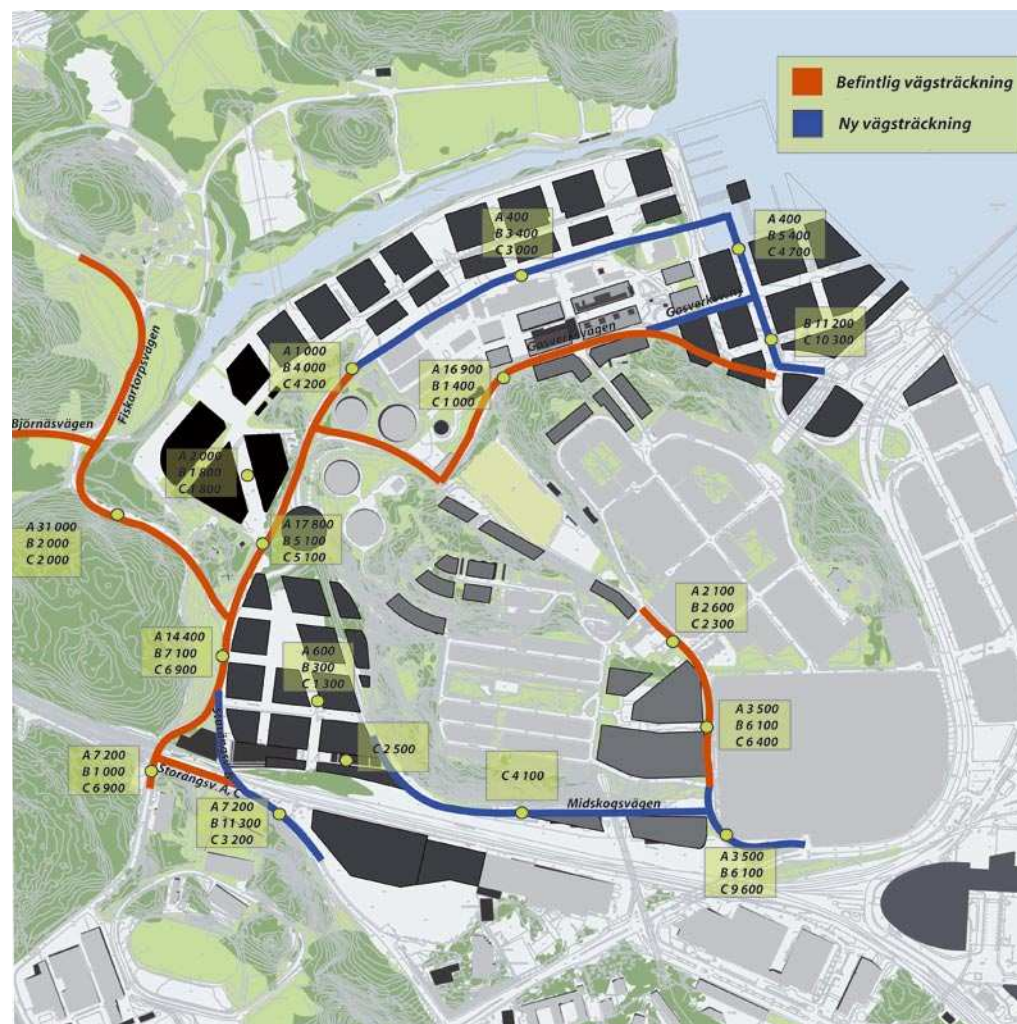 Befintlig vägsträckning
Ny vägsträckning
A 400
B 3 400
C 3 000
A 400
B 5 400
C 4 700
Gasverksring
B 11 200
C 10 300
Gasverksvägen
A 1 000
B 4 000
C 4 200
A 16 900
B 1 400
C 1 000
Fiskartorpsvägen
Björnäsvägen
A 2 000
B 1 800
C 1 800
A 31 000
B 2 000
C 2 000
A 17 800
B 5 100
C 5 100
A 2 100
B 2 600
C 2 300
A 14 400
B 7 100
C 6 900
A 600
B 300
C 1 300
A 3 500
B 6 100
C 6 400
C 2 500
A 7 200
B 1 000
C 6 900
Storängsv. A, C
C 4 100
Midskogsvägen
A 7 200
B 11 300
C 3 200
A 3 500
B 6 100
C 9 600